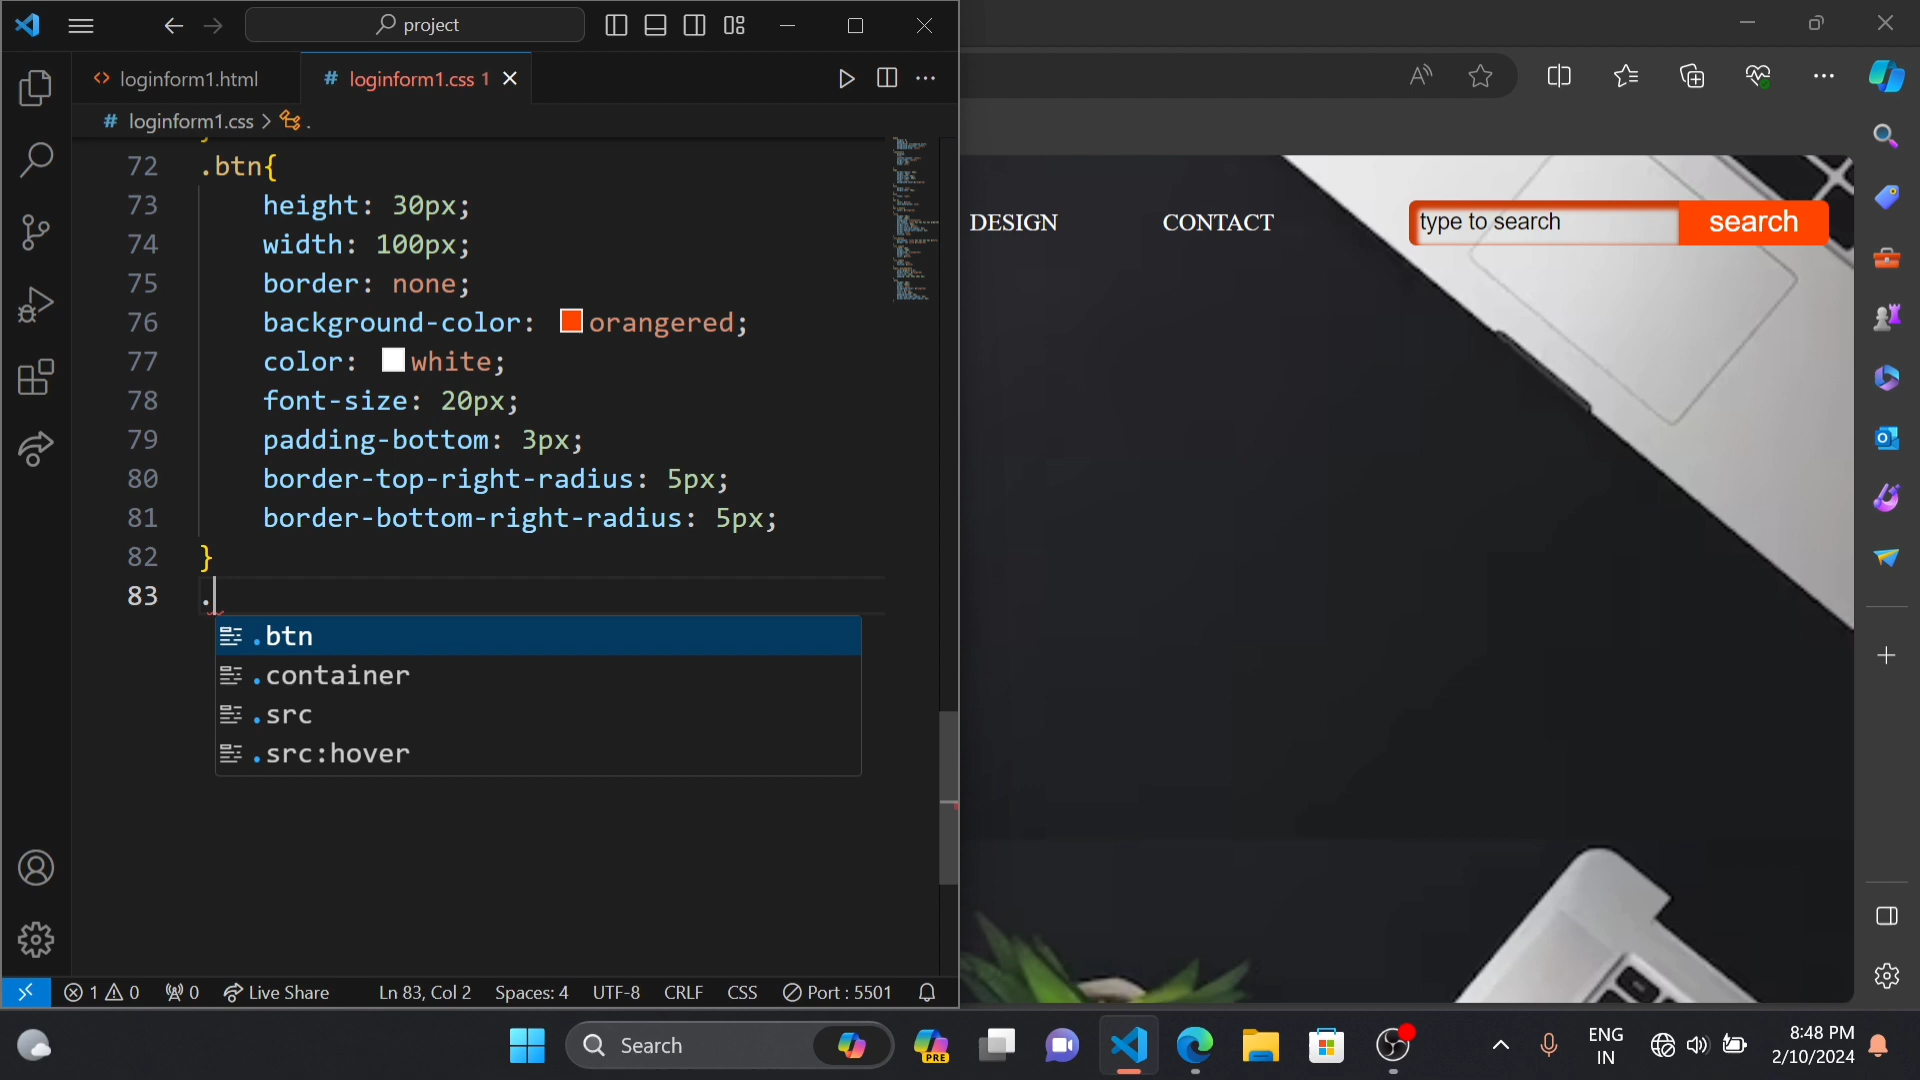 project
loginform1.html
# loginform1.css 1
# loginform1.css > .
72 .btn{
73 height: 30px;
74 width: 100px;
75 border: none;
76 background-color: orangered;
77 color: white;
78 font-size: 20px;
79 padding-bottom: 3px;
80 border-top-right-radius: 5px;
81 border-bottom-right-radius: 5px;
82 }
83 .
.btn
.container
.src
.src:hover
1 0 0 Live Share Ln 83, Col 2 Spaces: 4 UTF-8 CRLF CSS Port : 5501
DESIGN CONTACT type to search search
Search
PRE
ENG
IN
8:48 PM
2/10/2024